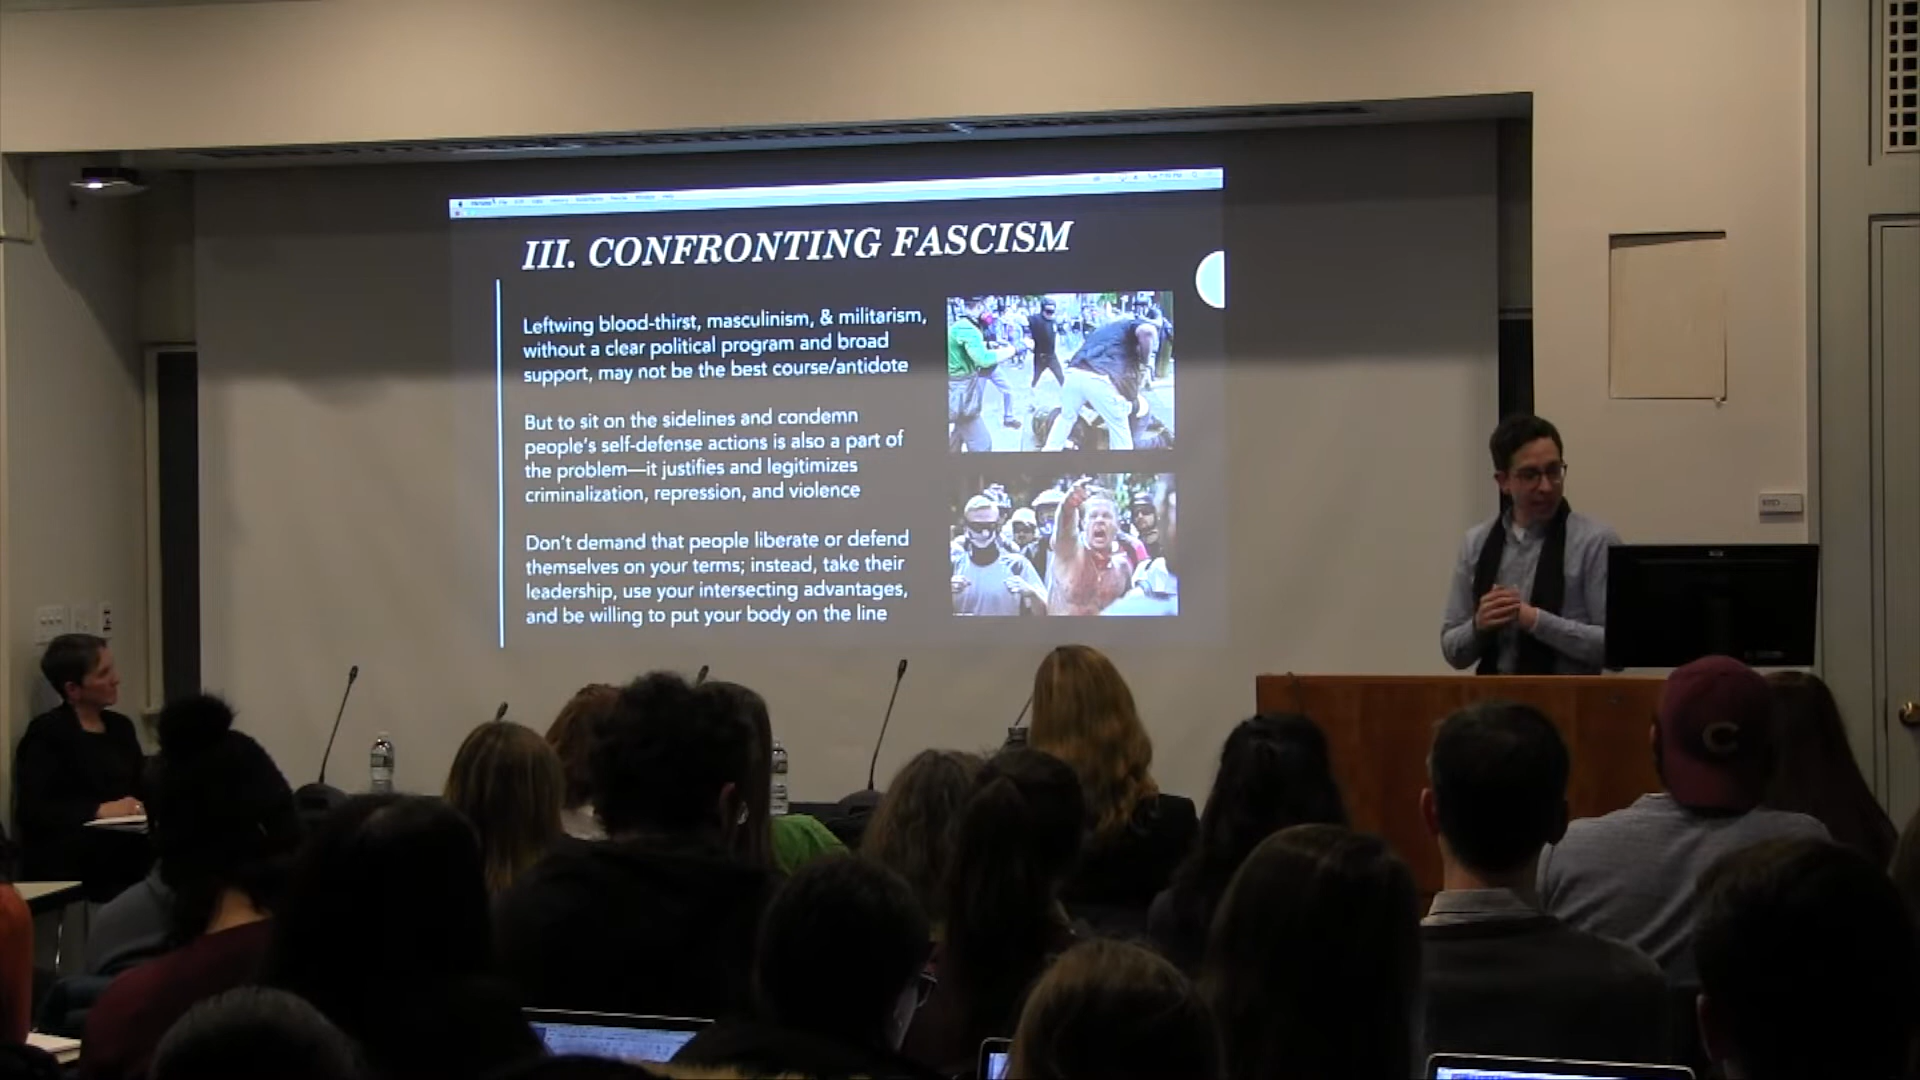 III. CONFRONTING FASCISM
Leftwing blood-thirst, masculinism, & militarism,
without a clear political program and broad
support, may not be the best course/antidote
But to sit on the sidelines and condemn
people's self-defense actions is also a part of
the problem—it justifies and legitimizes
criminalization, repression, and violence
Don't demand that people liberate or defend
themselves on your terms; instead, take their
leadership, use your intersecting advantages,
and be willing to put your body on the line
C